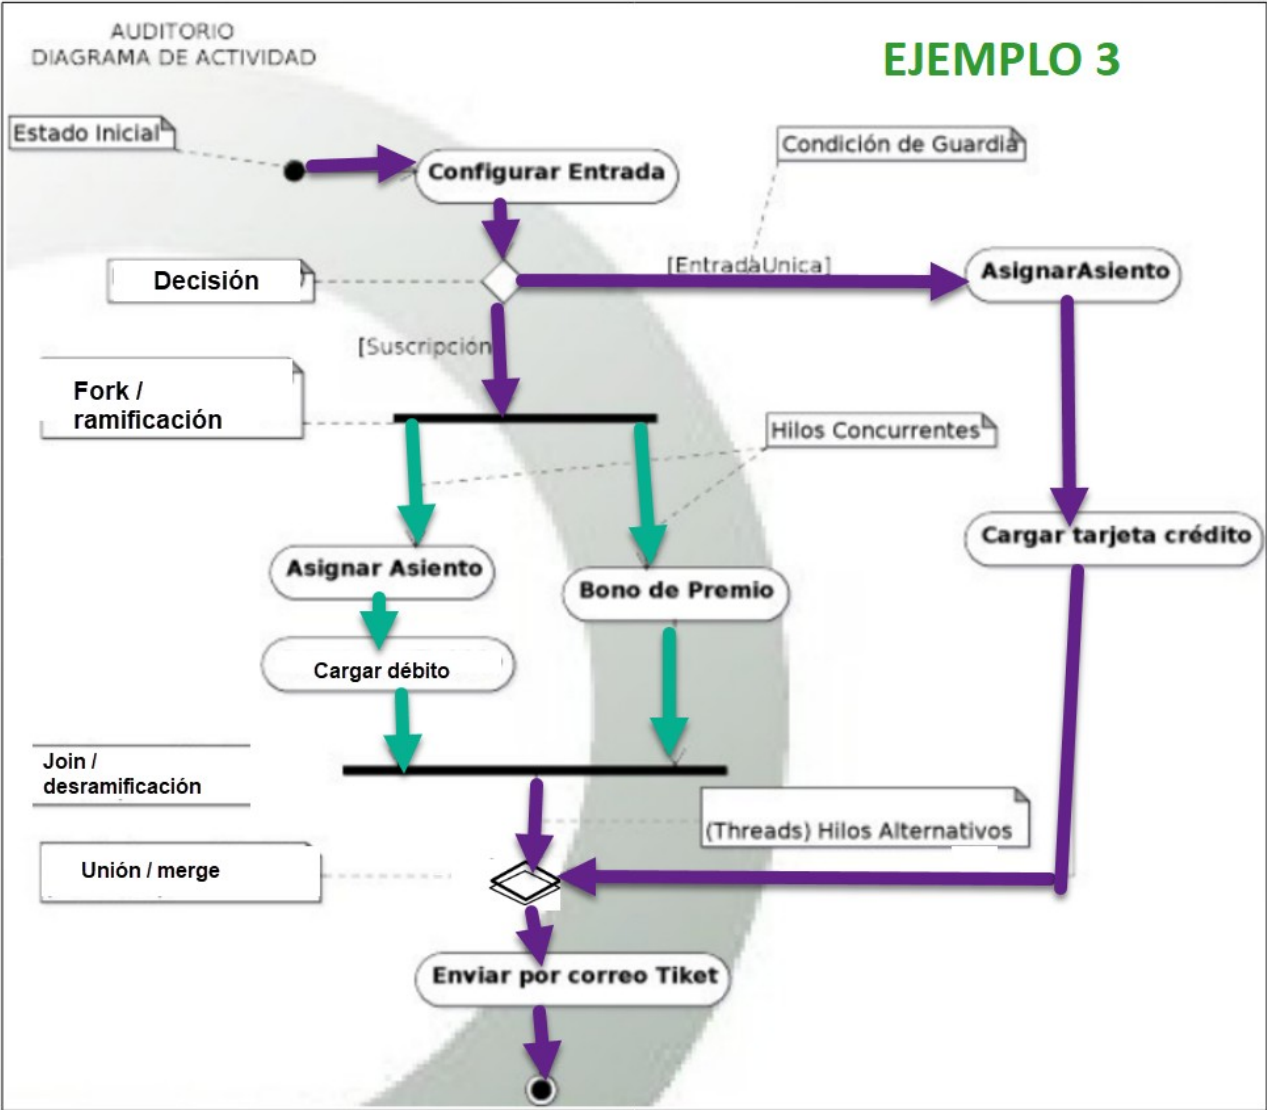 AUDITORIO
DIAGRAMA DE ACTIVIDAD
EJEMPLO 3
Estado Inicial
Condición de Guardia
Configurar Entrada
[EntradaUnica]
AsignarAsiento
Decisión
[Suscripción
Fork /
ramificación
Hilos Concurrentes
Cargar tarjeta crédito
Asignar Asiento
Bono de Premio
Cargar débito
Join /
desramificación
(Threads) Hilos Alternativos
Unión / merge
Enviar por correo Tiket